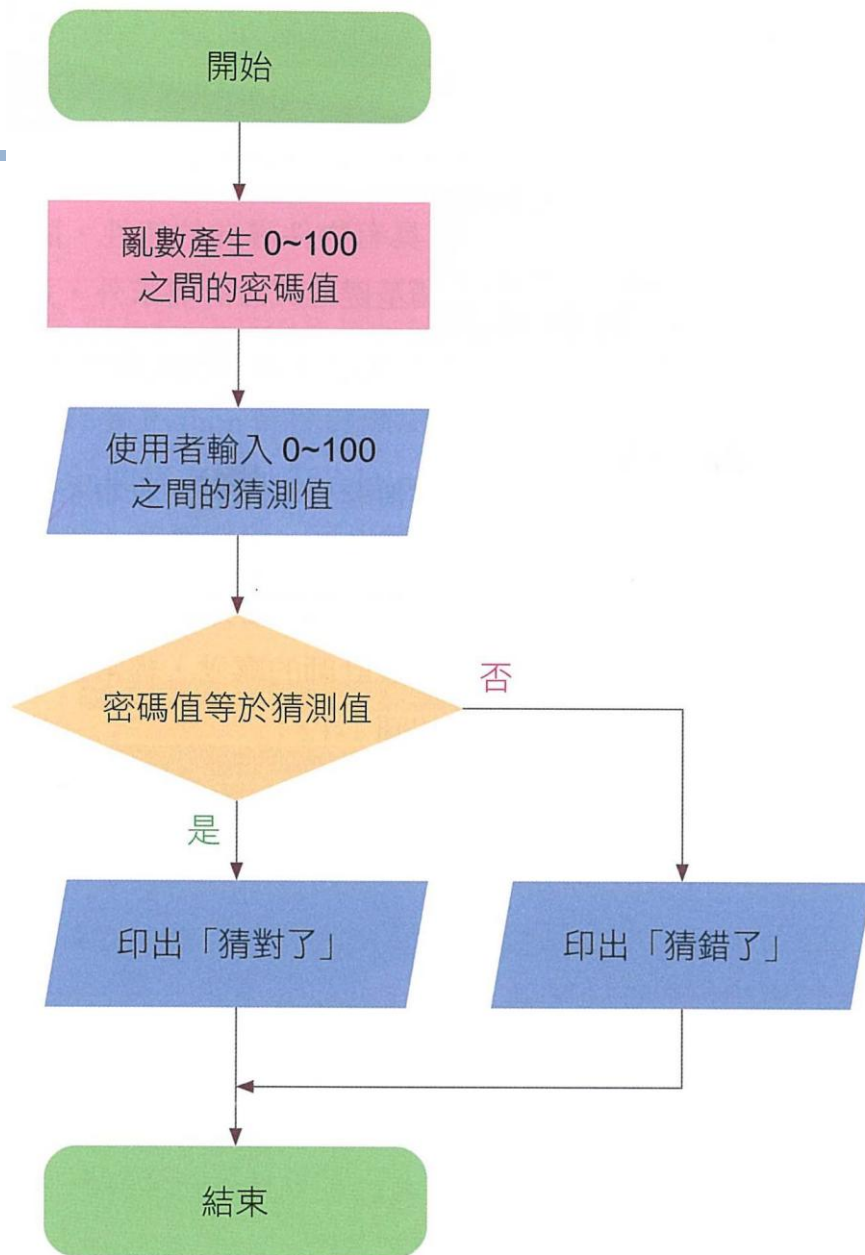 開始
亂數產生 0~100
之間的密碼值
使用者輸入 0~100
之間的猜測值
密碼值等於猜測值
否
是
印出「猜對了」
印出「猜錯了」
結束